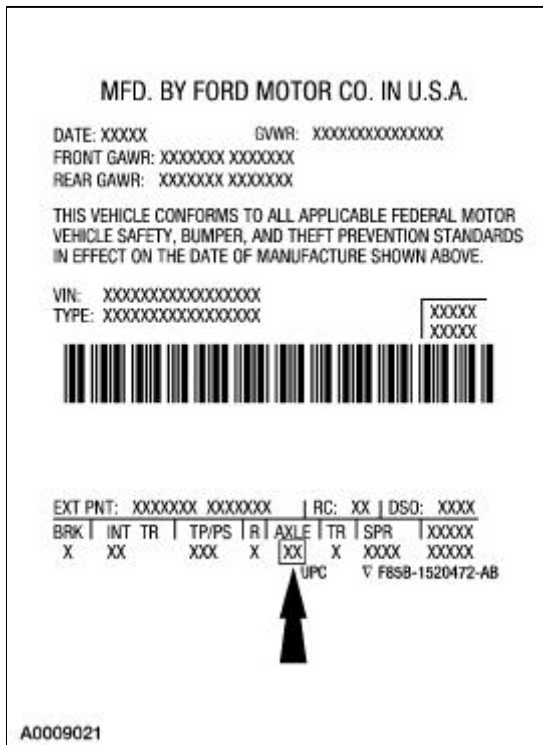 MFD. BY FORD MOTOR CO. IN U.S.A.
DATE: XXXXX GVWR: XXXXXXXXXXXXXXX
FRONT GAWR: XXXXXXX XXXXXXX
REAR GAWR: XXXXXXX XXXXXXX
THIS VEHICLE CONFORMS TO ALL APPLICABLE FEDERAL MOTOR
VEHICLE SAFETY, BUMPER, AND THEFT PREVENTION STANDARDS
IN EFFECT ON THE DATE OF MANUFACTURE SHOWN ABOVE.
VIN: XXXXXXXXXXXXXXXXX
TYPE: XXXXXXXXXXXXXXXXX
XXXXX
XXXXX
EXT PNT: XXXXXXX XXXXXXX RC: XX DSO: XXXX
BRK INT TR TP/PS R AXLE TR SPR XXXXX
X XX XXX X XX X XXXX XXXXX
UPC ∇ F85B-1520472-AB
A0009021